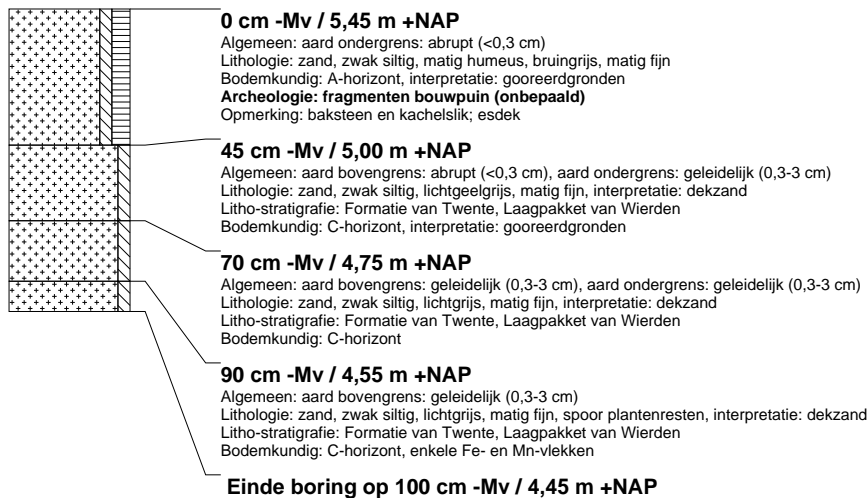 0 cm -Mv / 5,45 m +NAP
Algemeen: aard ondergrens: abrupt (<0,3 cm)
Lithologie: zand, zwak siltig, matig humeus, bruingrijs, matig fijn
Bodemkundig: A-horizont, interpretatie: gooreerdgronden
Archeologie: fragmenten bouwpuin (onbepaald)
Opmerking: baksteen en kachelslik; esdek
45 cm -Mv / 5,00 m +NAP
Algemeen: aard bovengrens: abrupt (<0,3 cm), aard ondergrens: geleidelijk (0,3-3 cm)
Lithologie: zand, zwak siltig, lichtgeelgrijs, matig fijn, interpretatie: dekzand
Litho-stratigrafie: Formatie van Twente, Laagpakket van Wierden
Bodemkundig: C-horizont, interpretatie: gooreerdgronden
70 cm -Mv / 4,75 m +NAP
Algemeen: aard bovengrens: geleidelijk (0,3-3 cm), aard ondergrens: geleidelijk (0,3-3 cm)
Lithologie: zand, zwak siltig, lichtgrijs, matig fijn, interpretatie: dekzand
Litho-stratigrafie: Formatie van Twente, Laagpakket van Wierden
Bodemkundig: C-horizont
90 cm -Mv / 4,55 m +NAP
Algemeen: aard bovengrens: geleidelijk (0,3-3 cm)
Lithologie: zand, zwak siltig, lichtgrijs, matig fijn, spoor plantenresten, interpretatie: dekzand
Litho-stratigrafie: Formatie van Twente, Laagpakket van Wierden
Bodemkundig: C-horizont, enkele Fe- en Mn-vlekken
Einde boring op 100 cm -Mv / 4,45 m +NAP